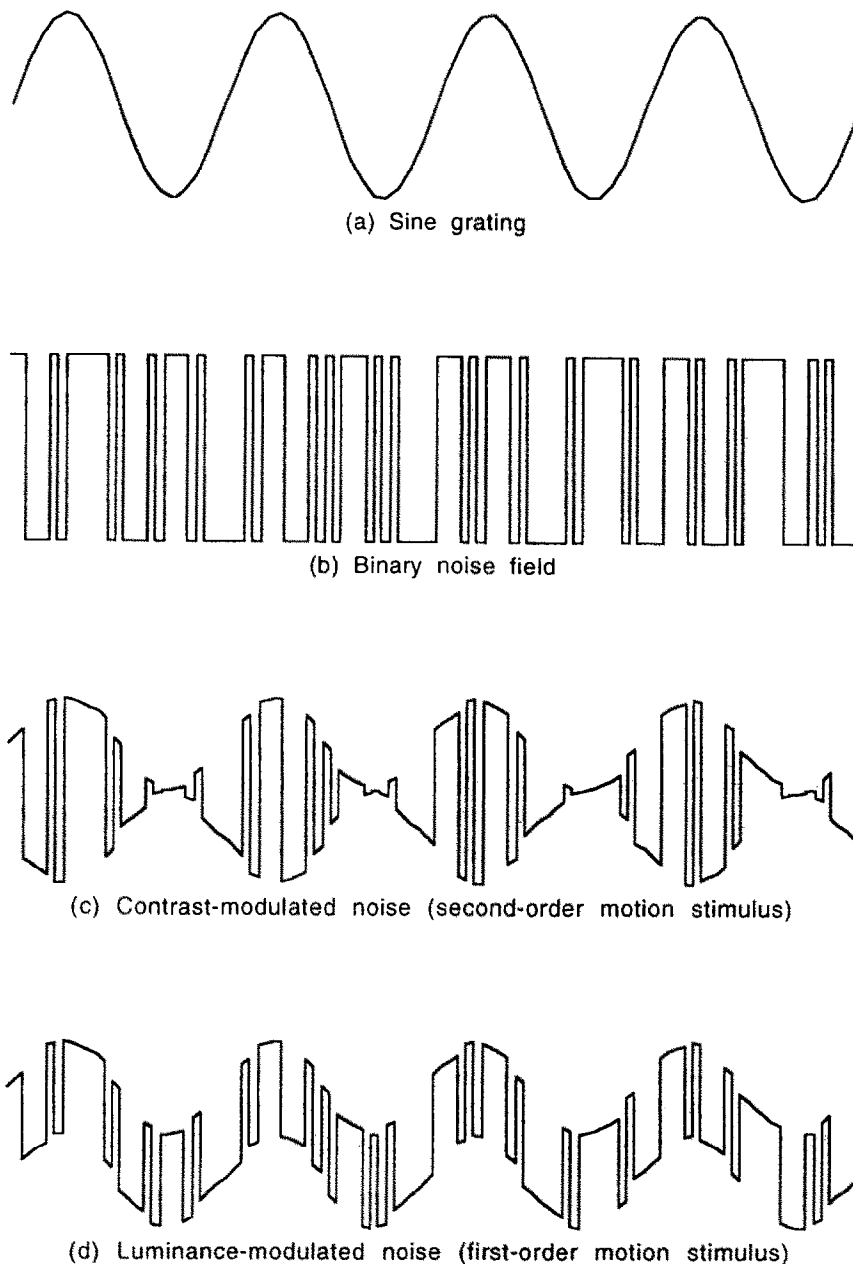 (a) Sine grating
(b) Binary noise field
(c) Contrast-modulated noise (second-order motion stimulus)
(d) Luminance-modulated noise (first-order motion stimulus)